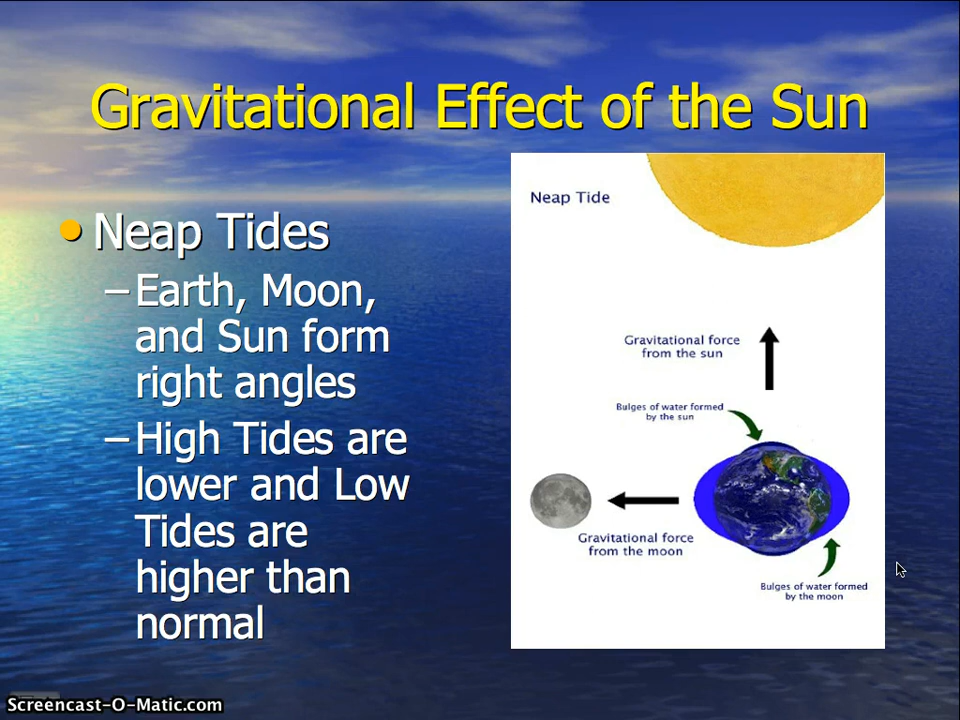 Gravitational Effect of the Sun
• Neap Tides
– Earth, Moon,
and Sun form
right angles
– High Tides are
lower and Low
Tides are
higher than
normal
Neap Tide
Gravitational force
from the sun
Bulges of water formed
by the sun
Gravitational force
from the moon
Bulges of water formed
by the moon
Screencast-O-Matic.com